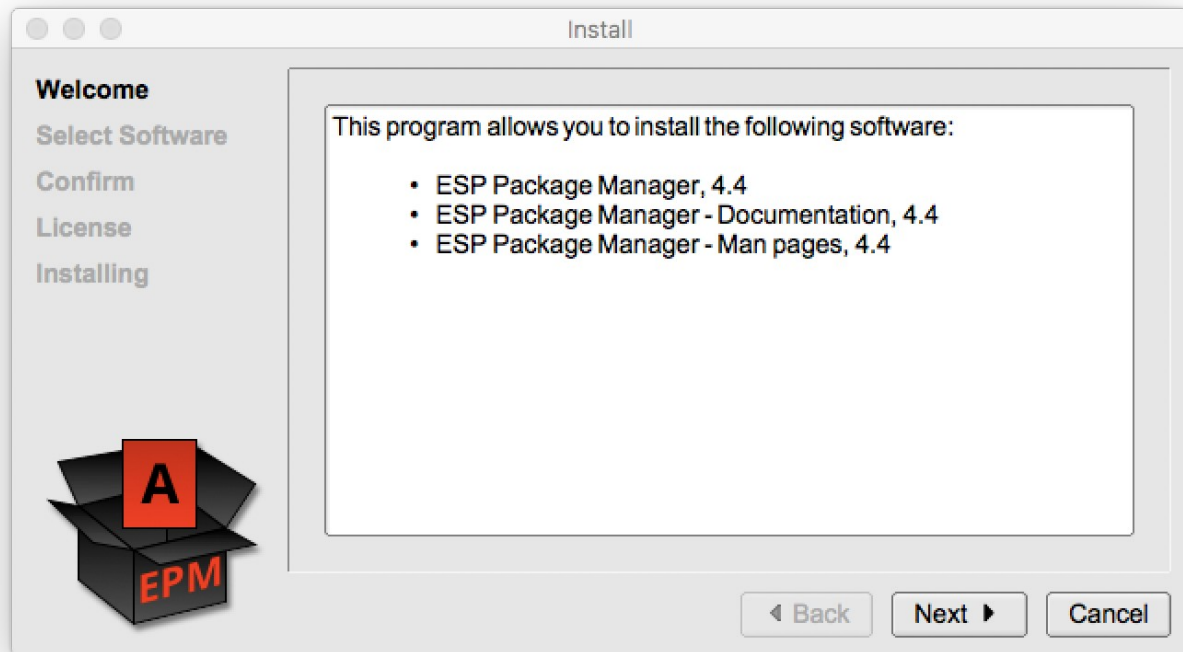 Install
Welcome
Select Software
Confirm
License
Installing
This program allows you to install the following software:
• ESP Package Manager, 4.4
• ESP Package Manager - Documentation, 4.4
• ESP Package Manager - Man pages, 4.4
A
EPM
Back
Next
Cancel